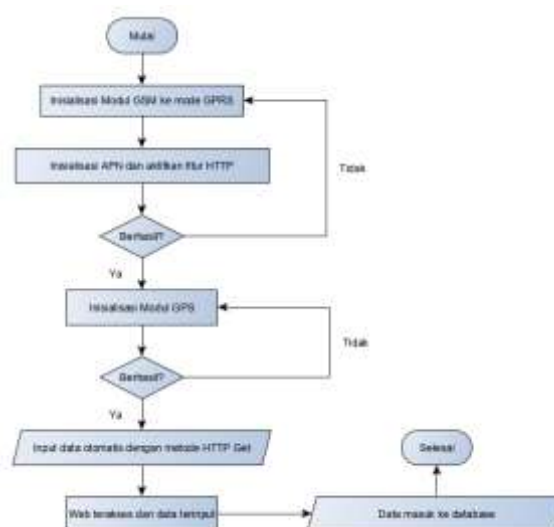 Mulai
Inisialisasi Modul GSM ke mode GPRS
Inisialisasi APN dan aktifkan fitur HTTP
Tidak
Berhasil?
Ya
Inisialisasi Modul GPS
Tidak
Berhasil?
Ya
Input data otomatis dengan metode HTTP Get
Selesai
Web terakses dan data terinput
Data masuk ke database